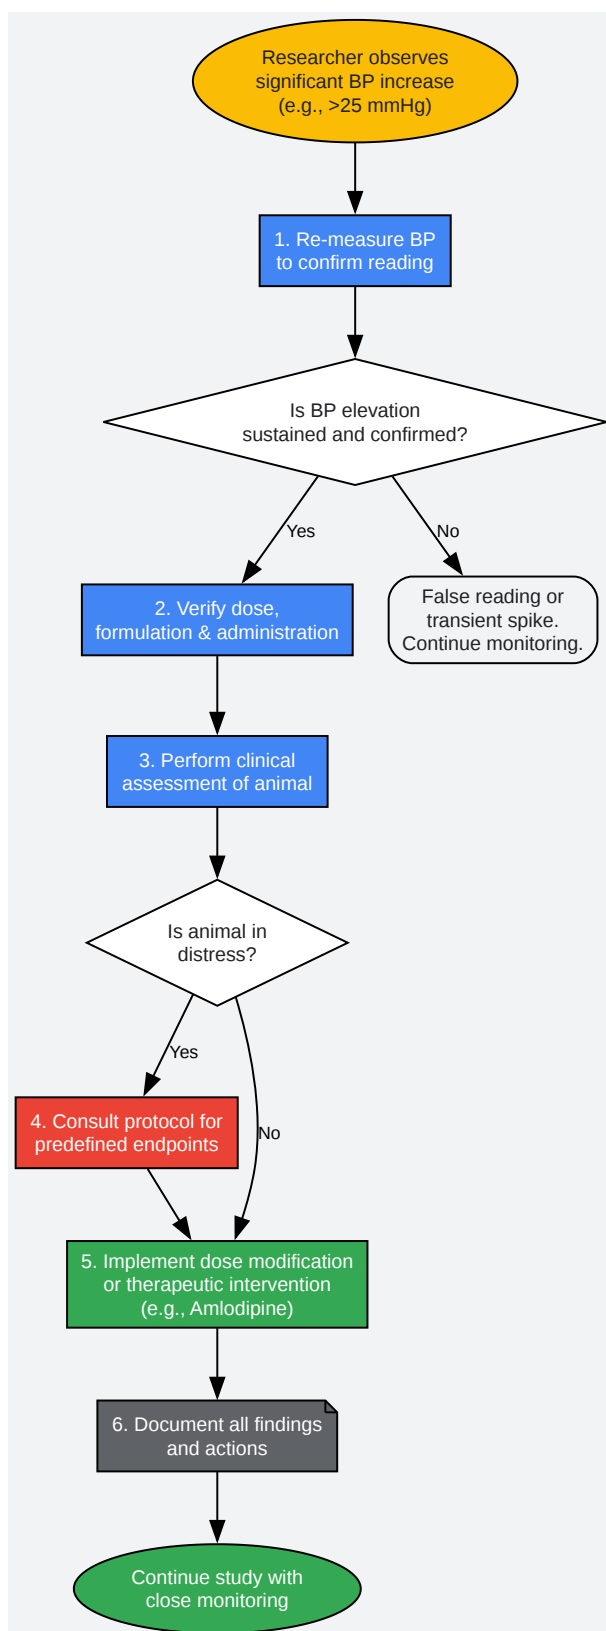 Researcher observes
significant BP increase
(e.g., >25 mmHg)
1. Re-measure BP
to confirm reading
Is BP elevation
sustained and confirmed?
Yes
No
2. Verify dose,
formulation & administration
False reading or
transient spike.
Continue monitoring.
3. Perform clinical
assessment of animal
Is animal in
distress?
Yes
4. Consult protocol for
predefined endpoints
No
5. Implement dose modification
or therapeutic intervention
(e.g., Amlodipine)
6. Document all findings
and actions
Continue study with
close monitoring